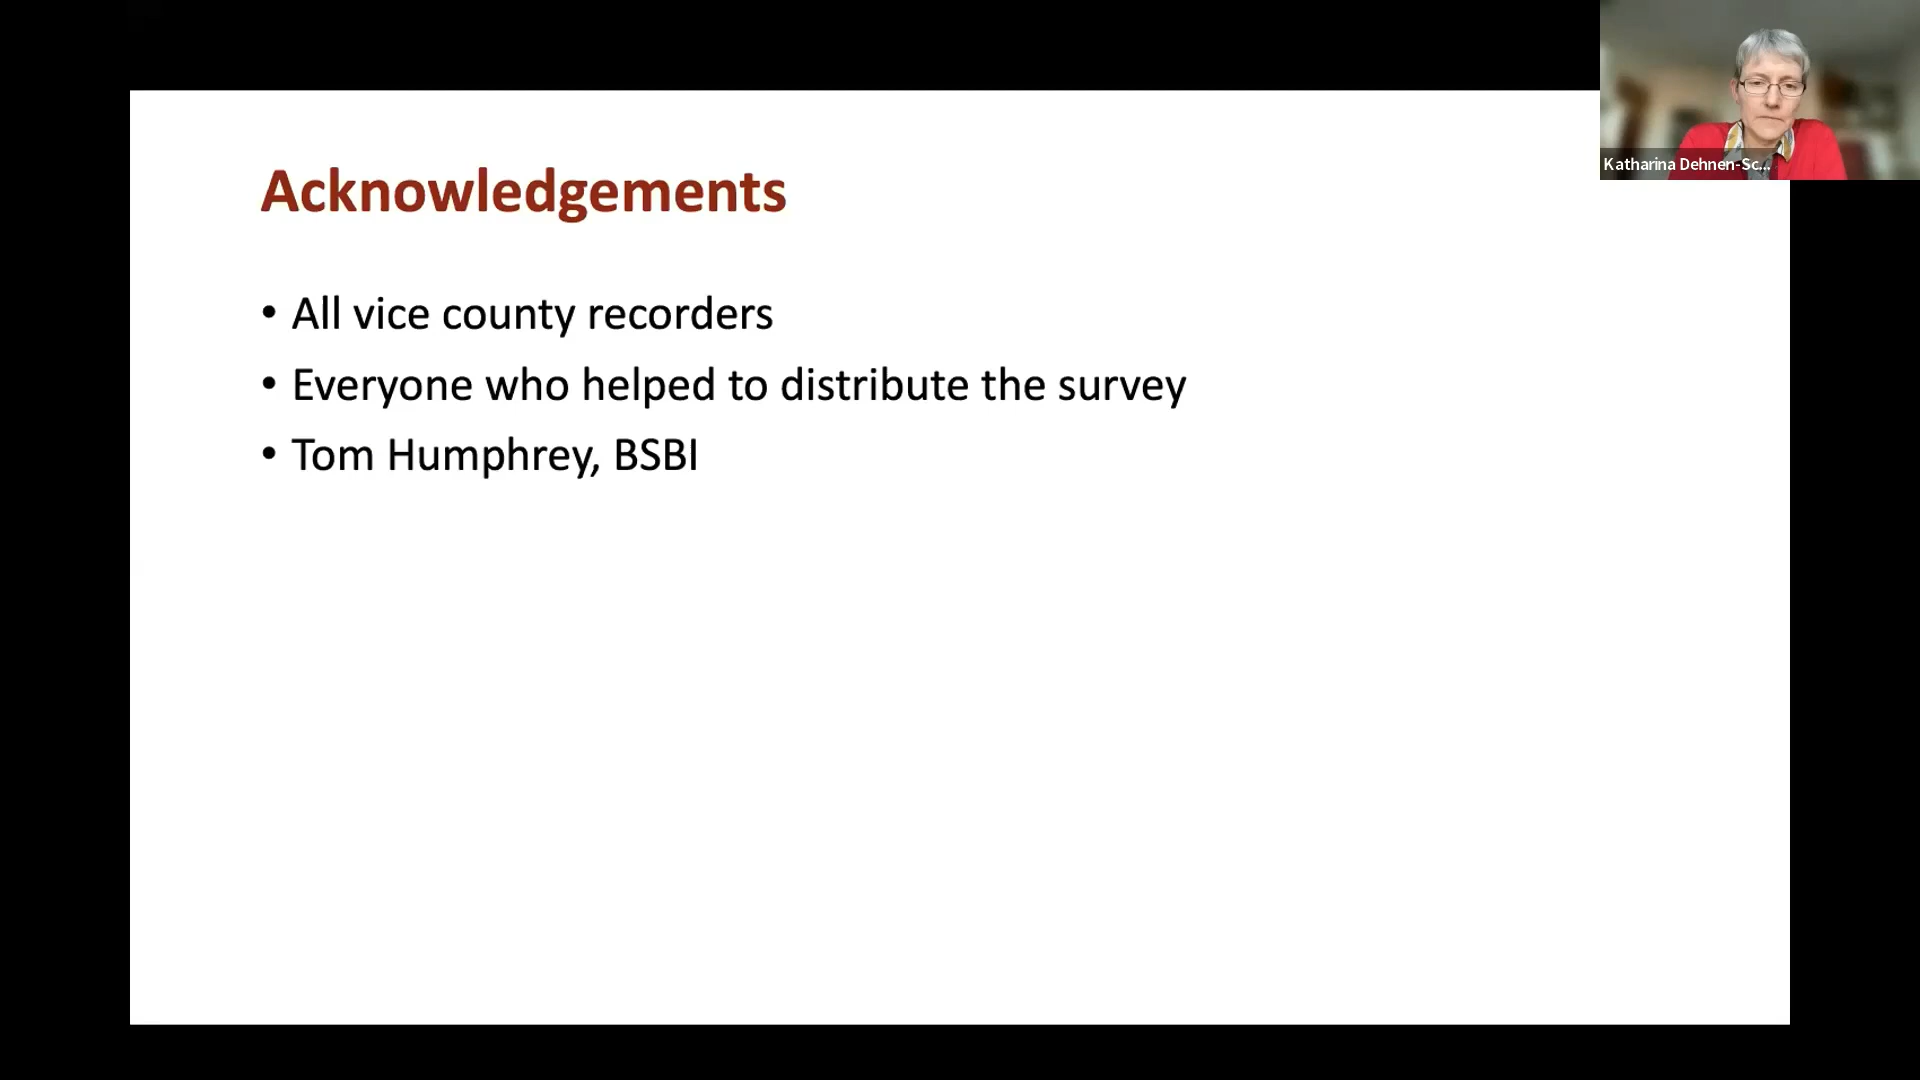 Acknowledgements
• All vice county recorders
• Everyone who helped to distribute the survey
• Tom Humphrey, BSBI
Katharina Dehnen-Sc...